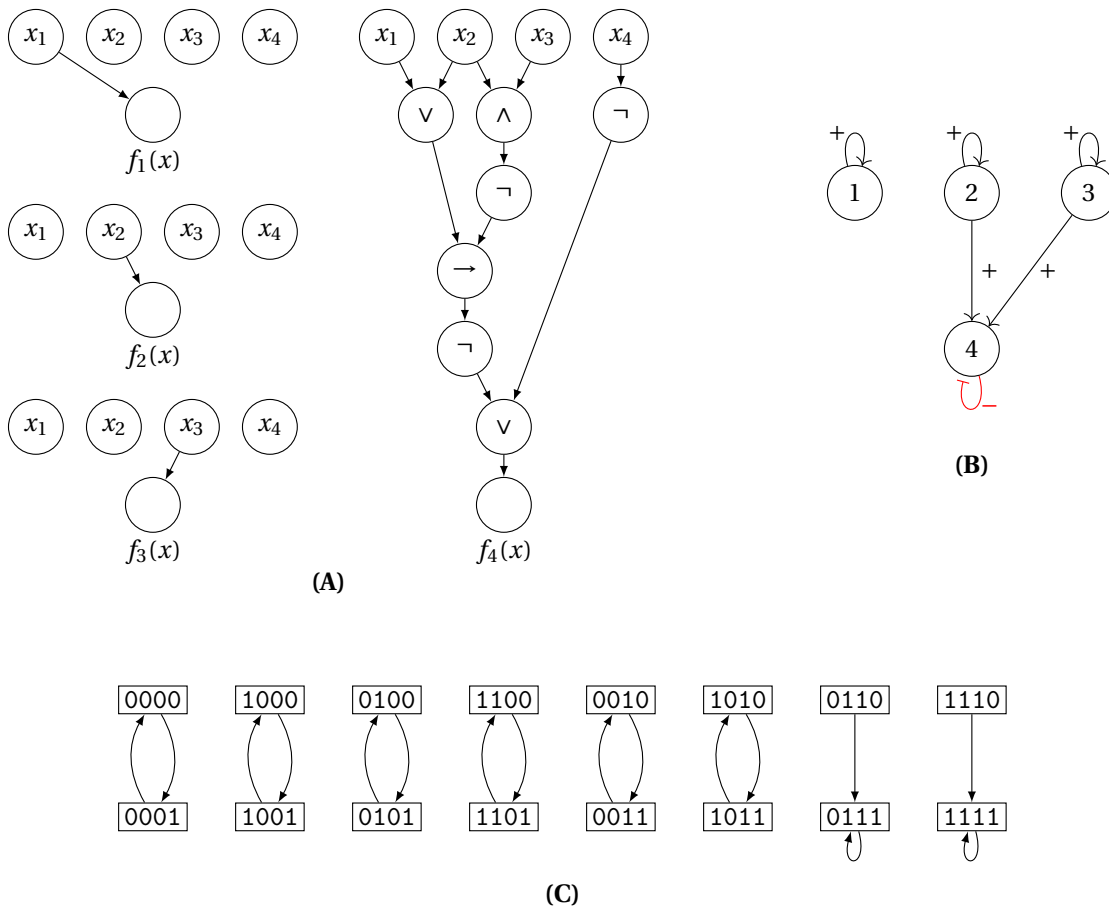 x₁ x₂ x₃ x₄
f₁(x)
x₁ x₂ x₃ x₄
f₂(x)
x₁ x₂ x₃ x₄
f₃(x)
x₁ x₂ x₃ x₄
∨ ∧ ¬
¬
→
¬
∨
f₄(x)
(A)
+ + +
1 2 3
+ +
4
−
(B)
0000 1000 0100 1100 0010 1010 0110 1110
0001 1001 0101 1101 0011 1011 0111 1111
(C)